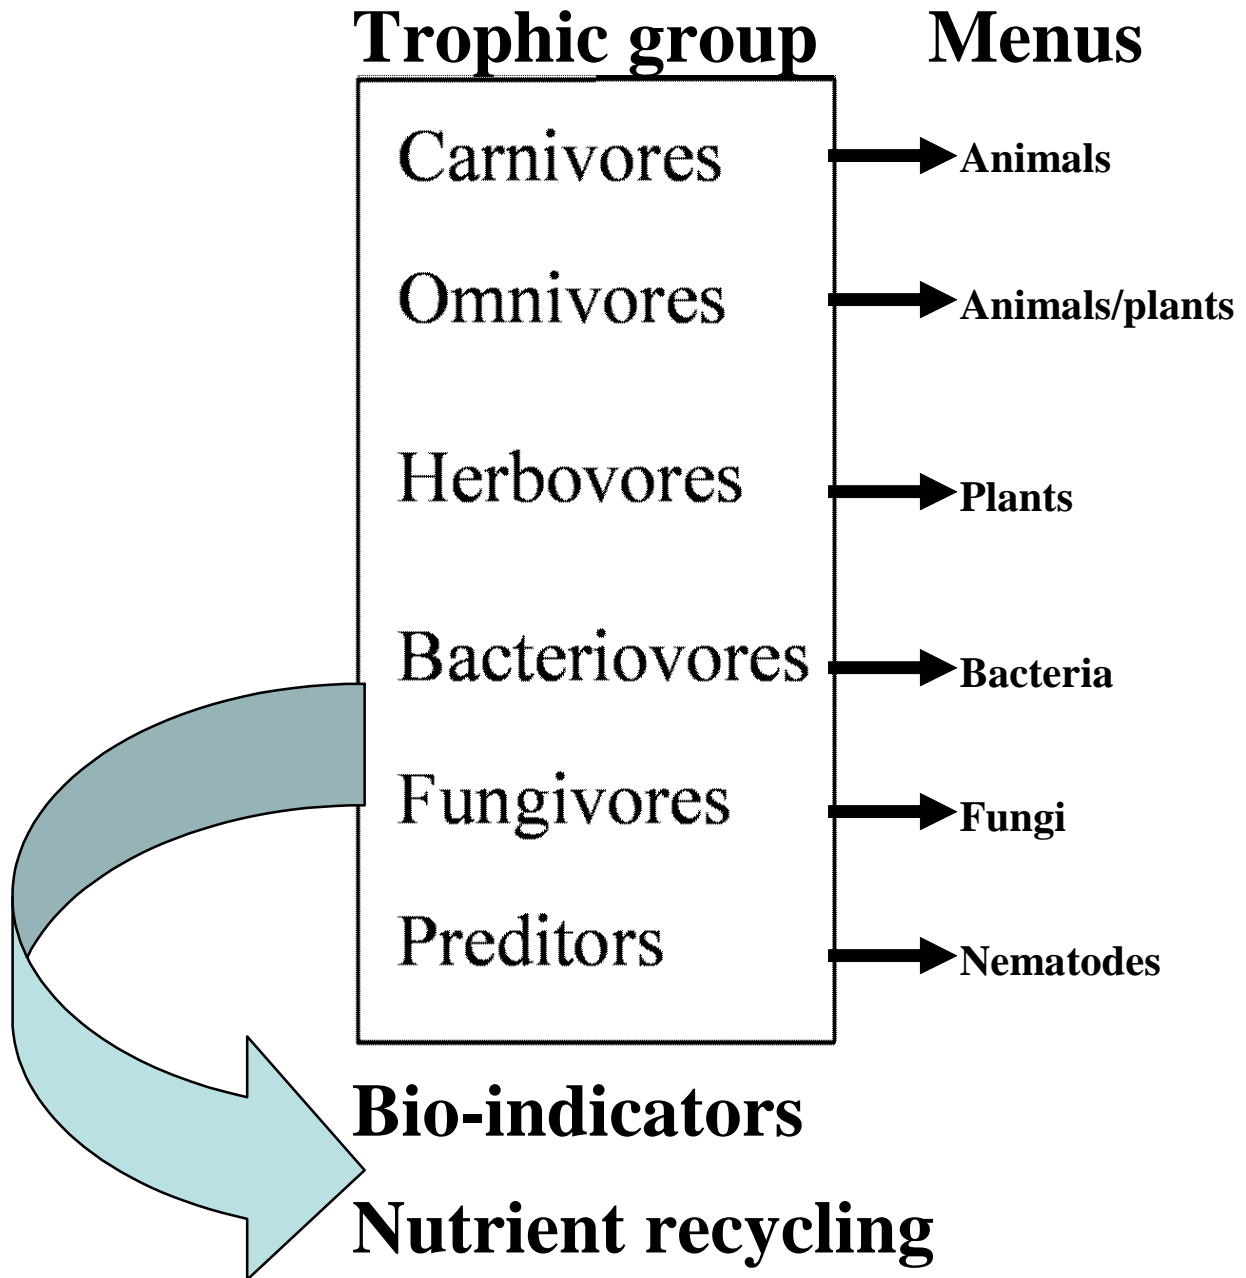 Trophic group Menus
Carnivores Animals
Omnivores Animals/plants
Herbovores Plants
Bacteriovores Bacteria
Fungivores Fungi
Preditors Nematodes
Bio-indicators
Nutrient recycling